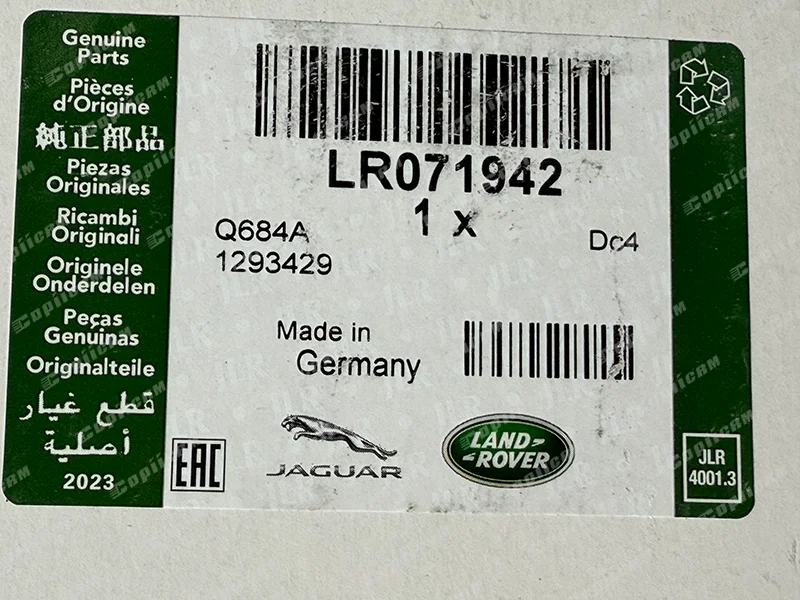 Genuine
Parts
Pièces
d'Origine
純正部品
Piezas
Originales
Ricambi
Originali
Originele
Onderdelen
Peças
Genuínas
Originalteile
قطع غيار
أصلية
2023
LR071942
1 x
Q684A
Dc4
1293429
Made in
Germany
EAC
JAGUAR
LAND-
-ROVER
JLR
4001.3
Copiicam